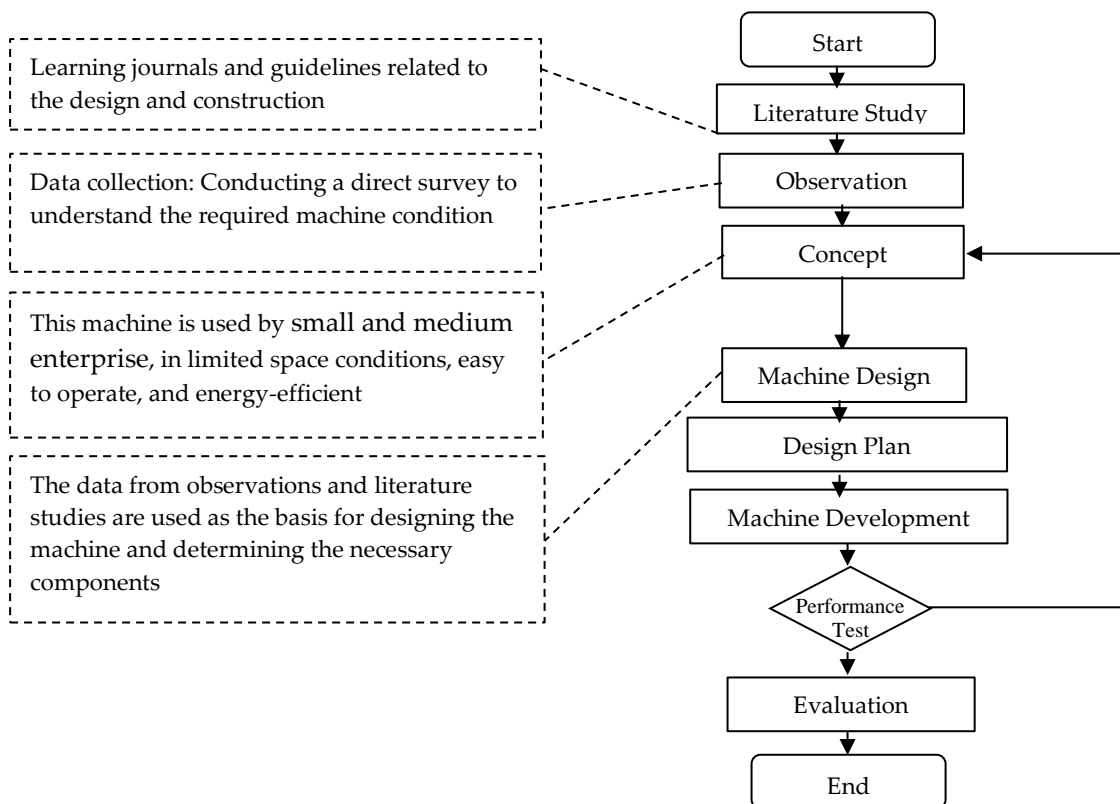 Start
Learning journals and guidelines related to
the design and construction
Literature Study
Data collection: Conducting a direct survey to
understand the required machine condition
Observation
Concept
This machine is used by small and medium
enterprise, in limited space conditions, easy
to operate, and energy-efficient
Machine Design
Design Plan
The data from observations and literature
studies are used as the basis for designing the
machine and determining the necessary
components
Machine Development
Performance
Test
Evaluation
End